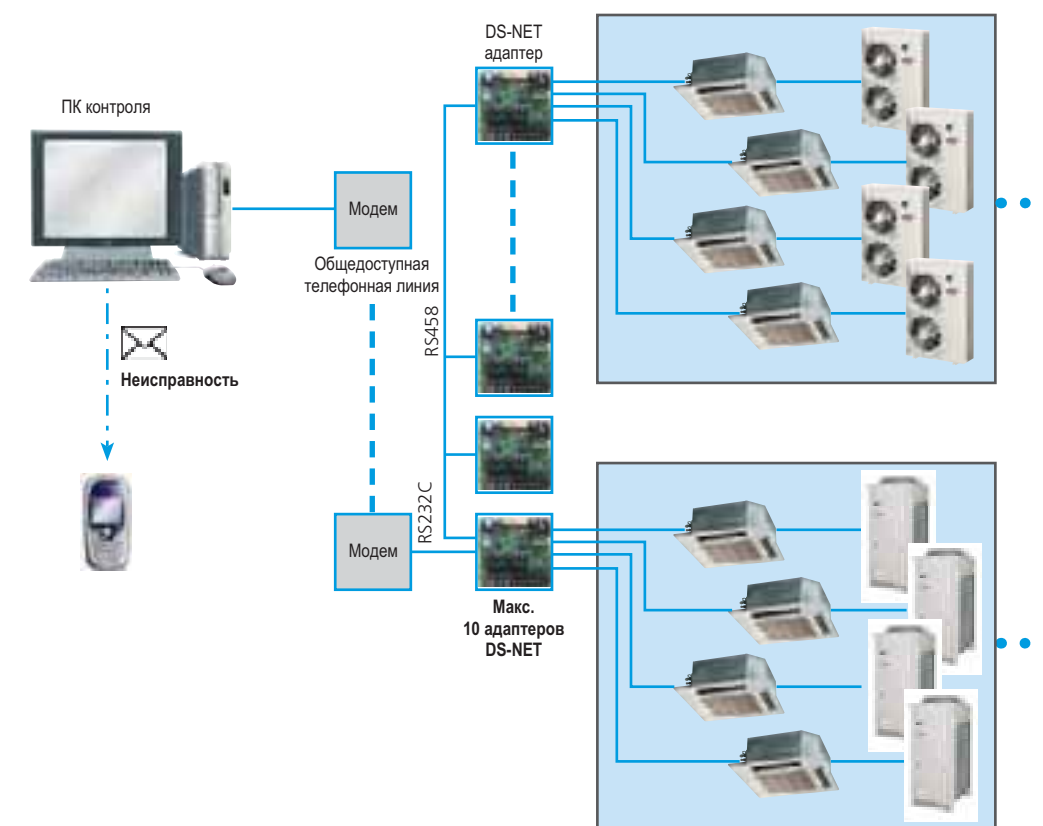 DS-NET
адаптер
ПК контроля
Модем
Общедоступная
телефонная линия
RS458
Неисправность
RS232C
Модем
Макс.
10 адаптеров
DS-NET